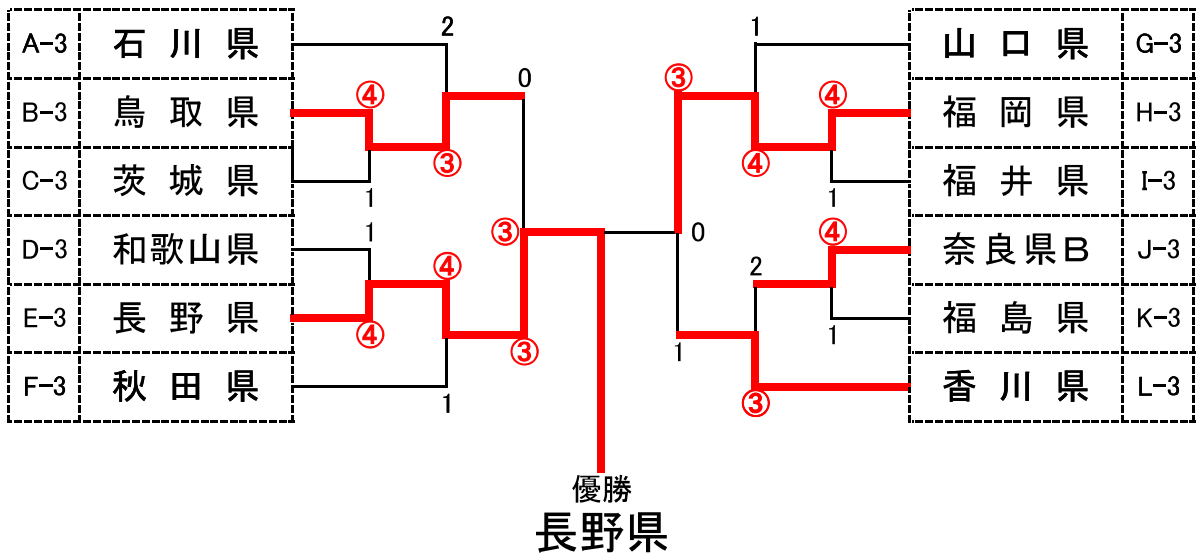 A-3 石川県
B-3 鳥取県
C-3 茨城県
D-3 和歌山県
E-3 長野県
F-3 秋田県
2
0
④
③
1
1
④
④
③
③
1
1
③
④
④
1
④
0
2
1
1
③
山口県 G-3
福岡県 H-3
福井県 I-3
奈良県B J-3
福島県 K-3
香川県 L-3
優勝
長野県